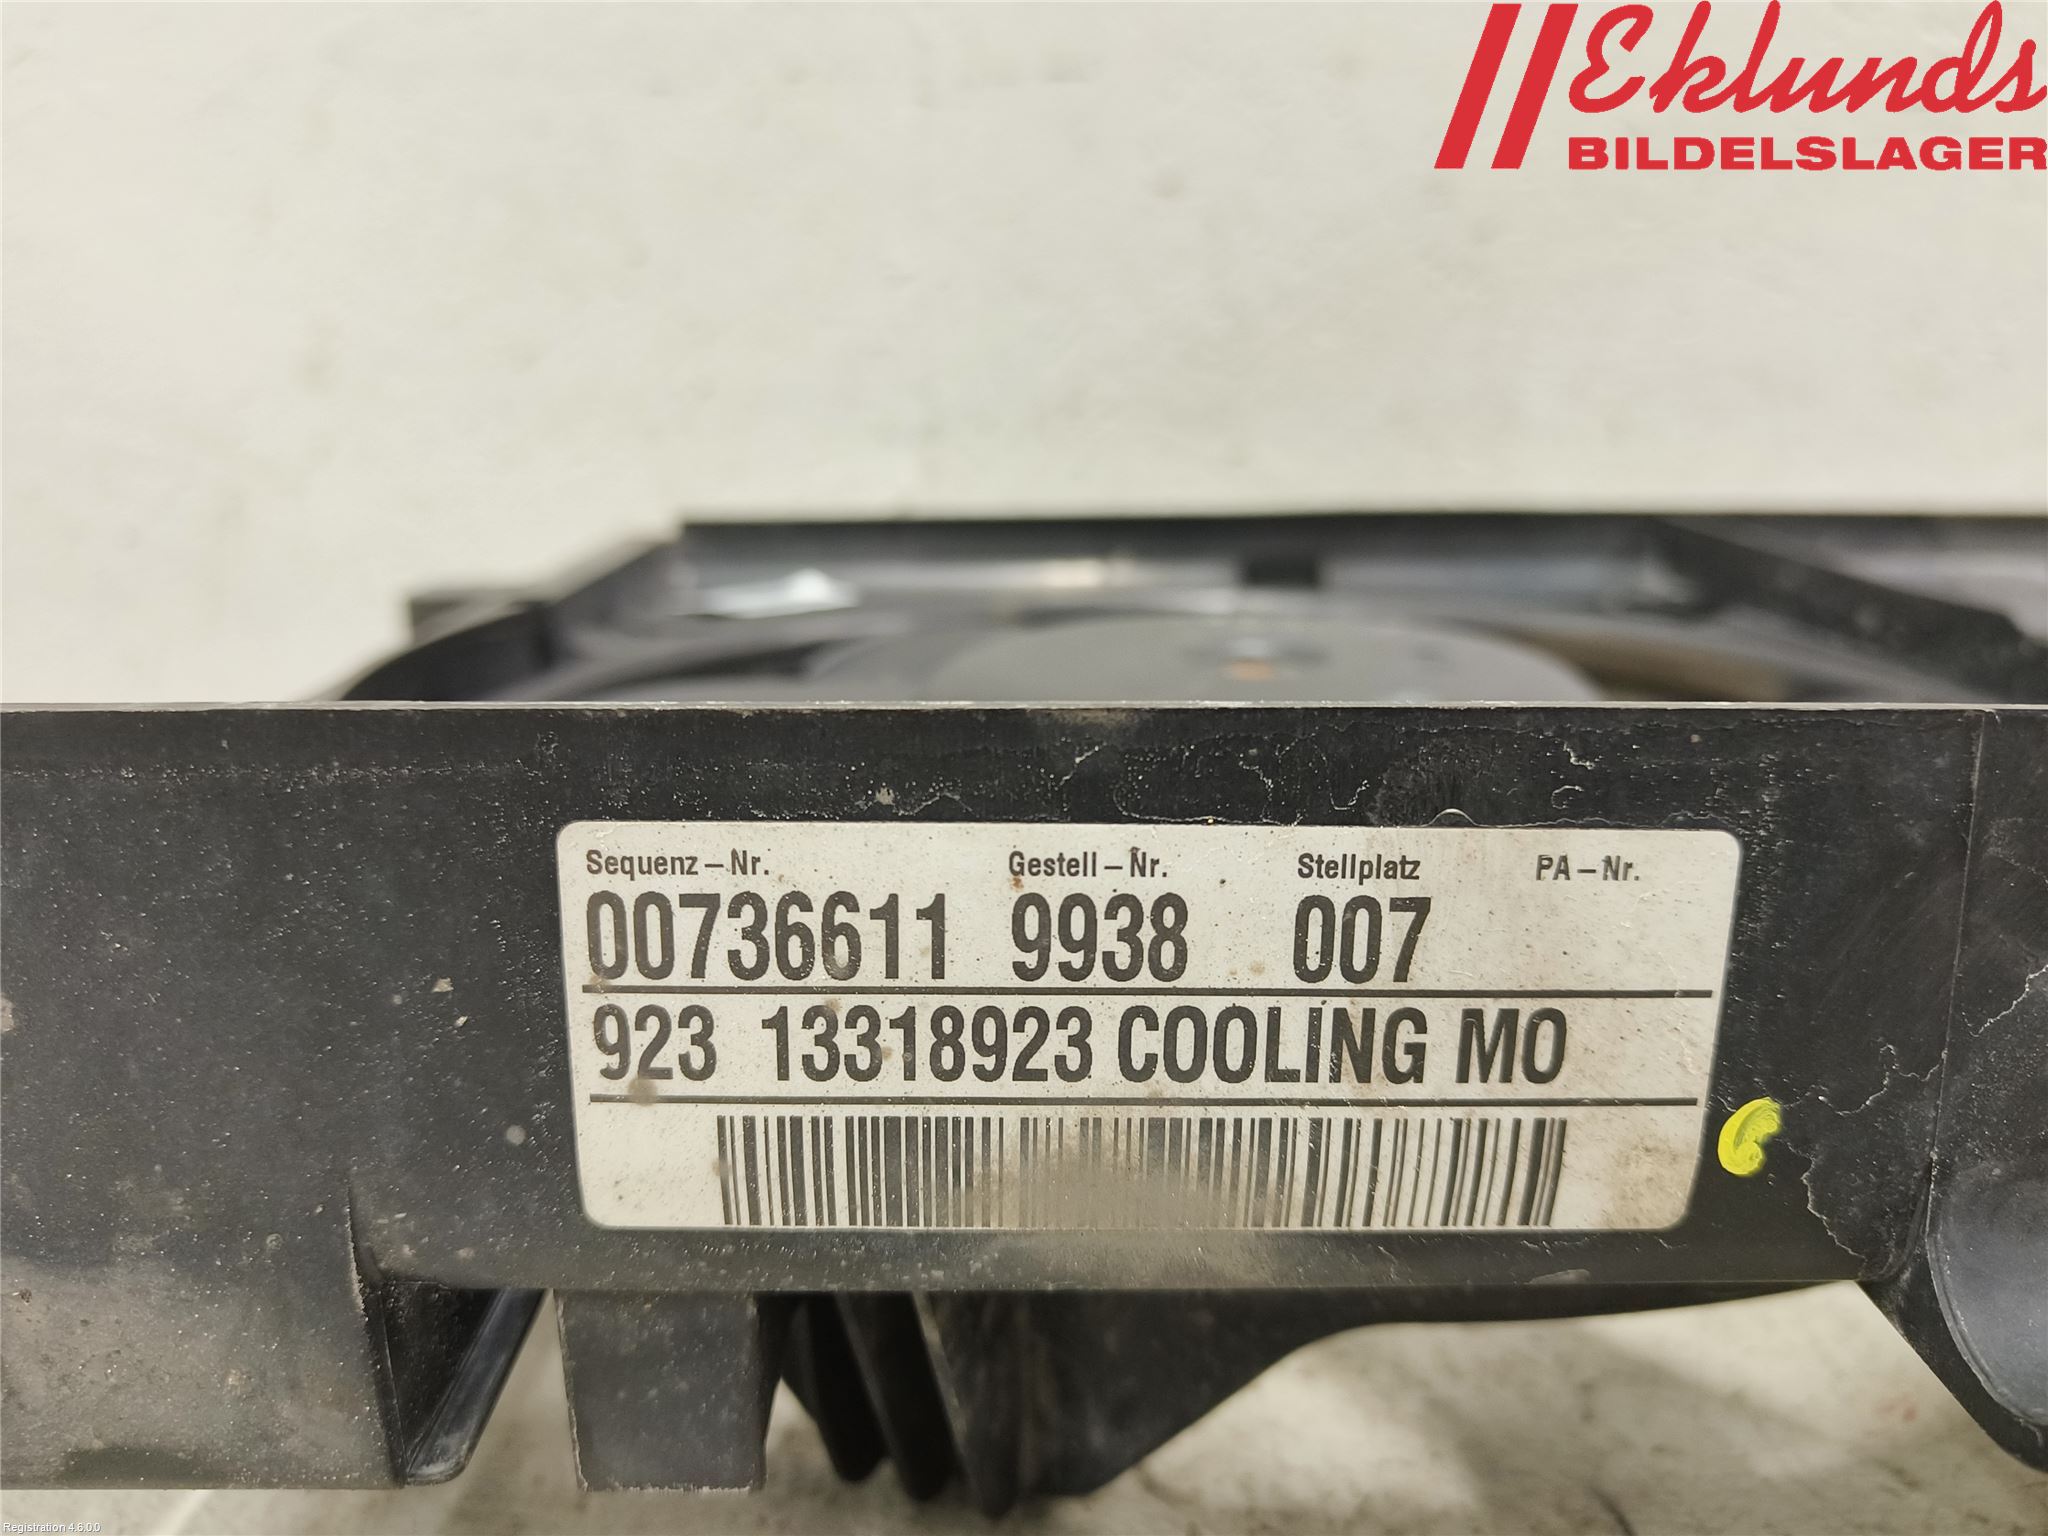 Eklunds
BILDELSLAGER
Sequenz-Nr. Gestell-Nr. Stellplatz PA-Nr.
00736611 9938 007
923 13318923 COOLING MO
Registration 4.6.0.0